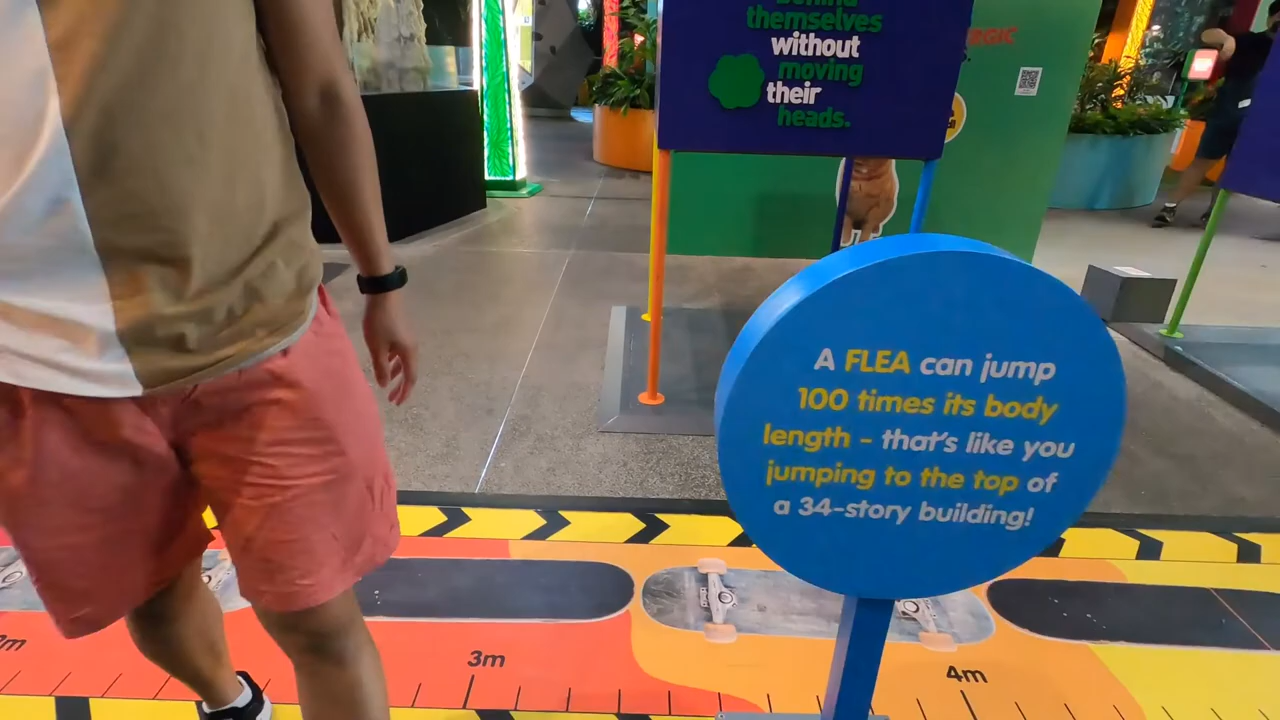 themselves
without
moving
their
heads.
A FLEA can jump
100 times its body
length – that's like you
jumping to the top of
a 34-story building!
3m
4m